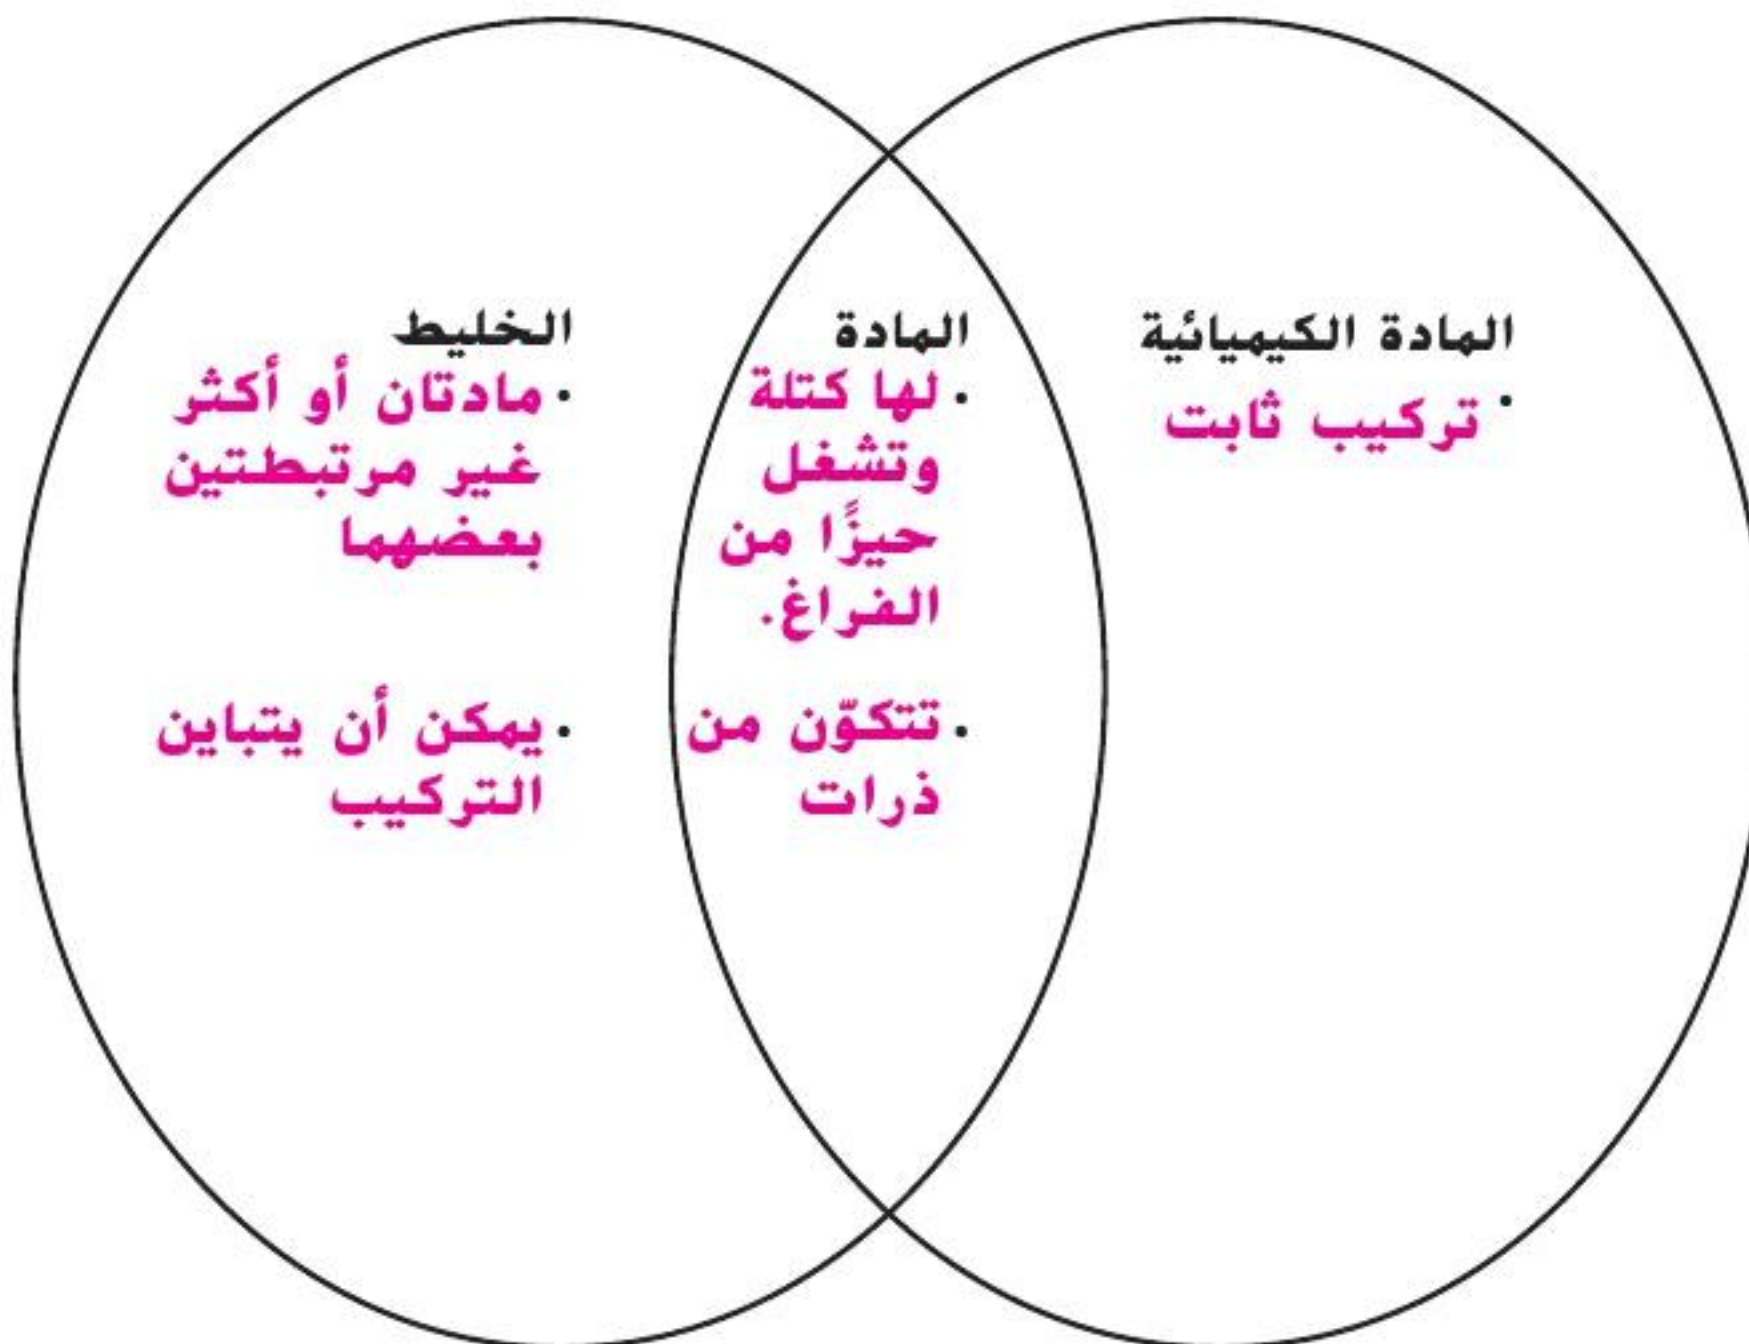 المادة الكيميائية
• تركيب ثابت
المادة
• لها كتلة
وتشغل
حيزًا من
الفراغ.
• تتكوّن من
ذرات
الخليط
• مادتان أو أكثر
غير مرتبطتين
بعضهما
• يمكن أن يتباين
التركيب